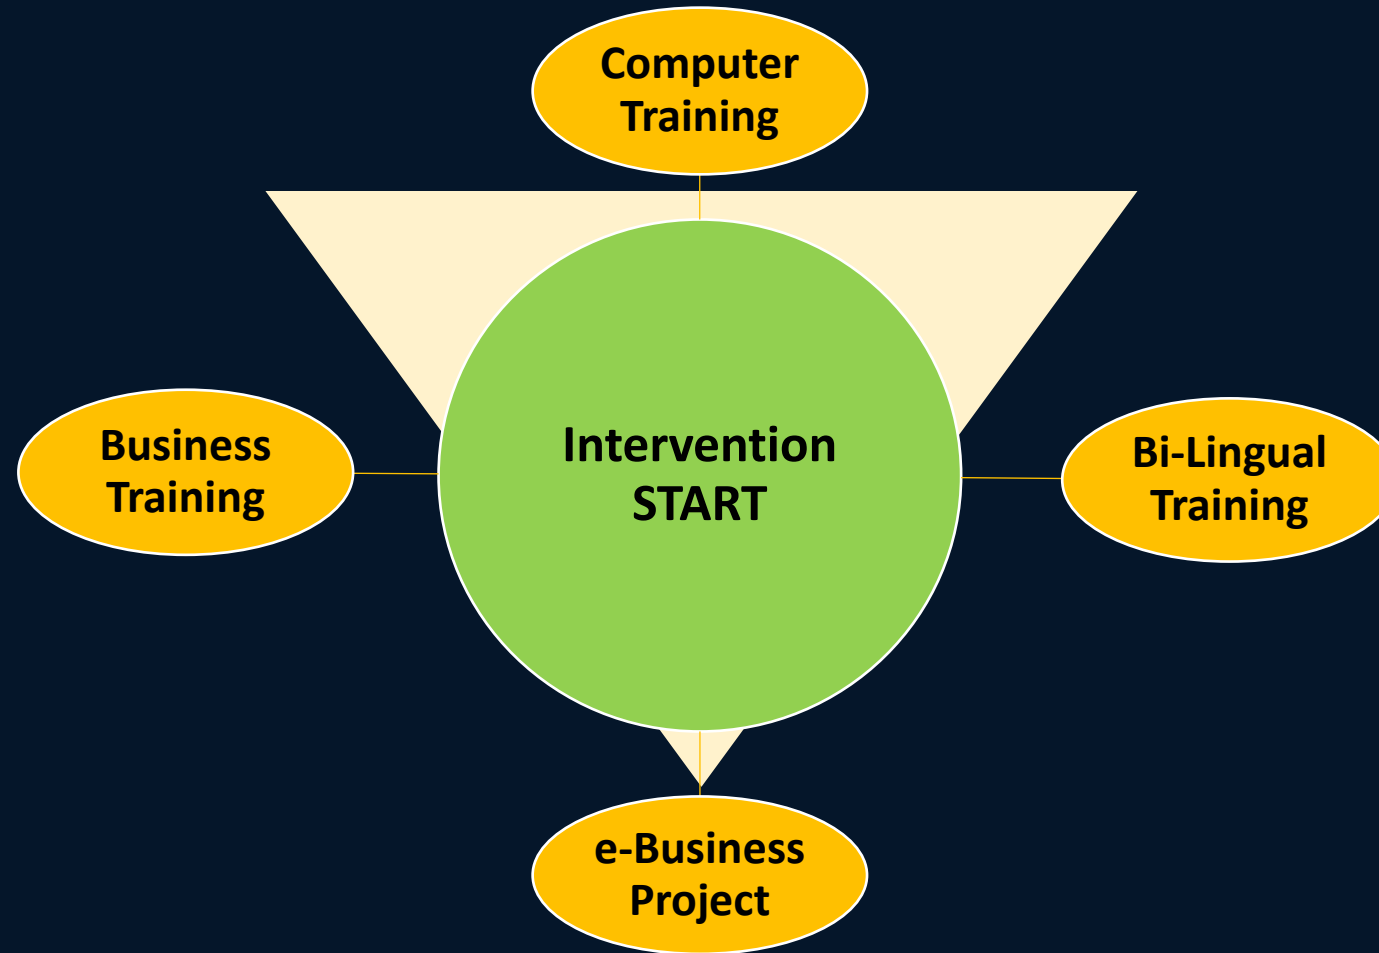 Computer
Training
Business
Training
Intervention
START
Bi-Lingual
Training
e-Business
Project